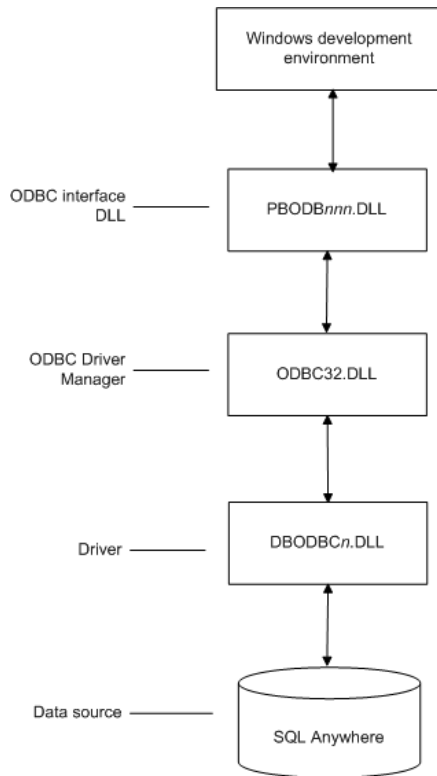 Windows development
environment
ODBC interface
DLL
PBODBnnn.DLL
ODBC Driver
Manager
ODBC32.DLL
Driver
DBODBCn.DLL
Data source
SQL Anywhere